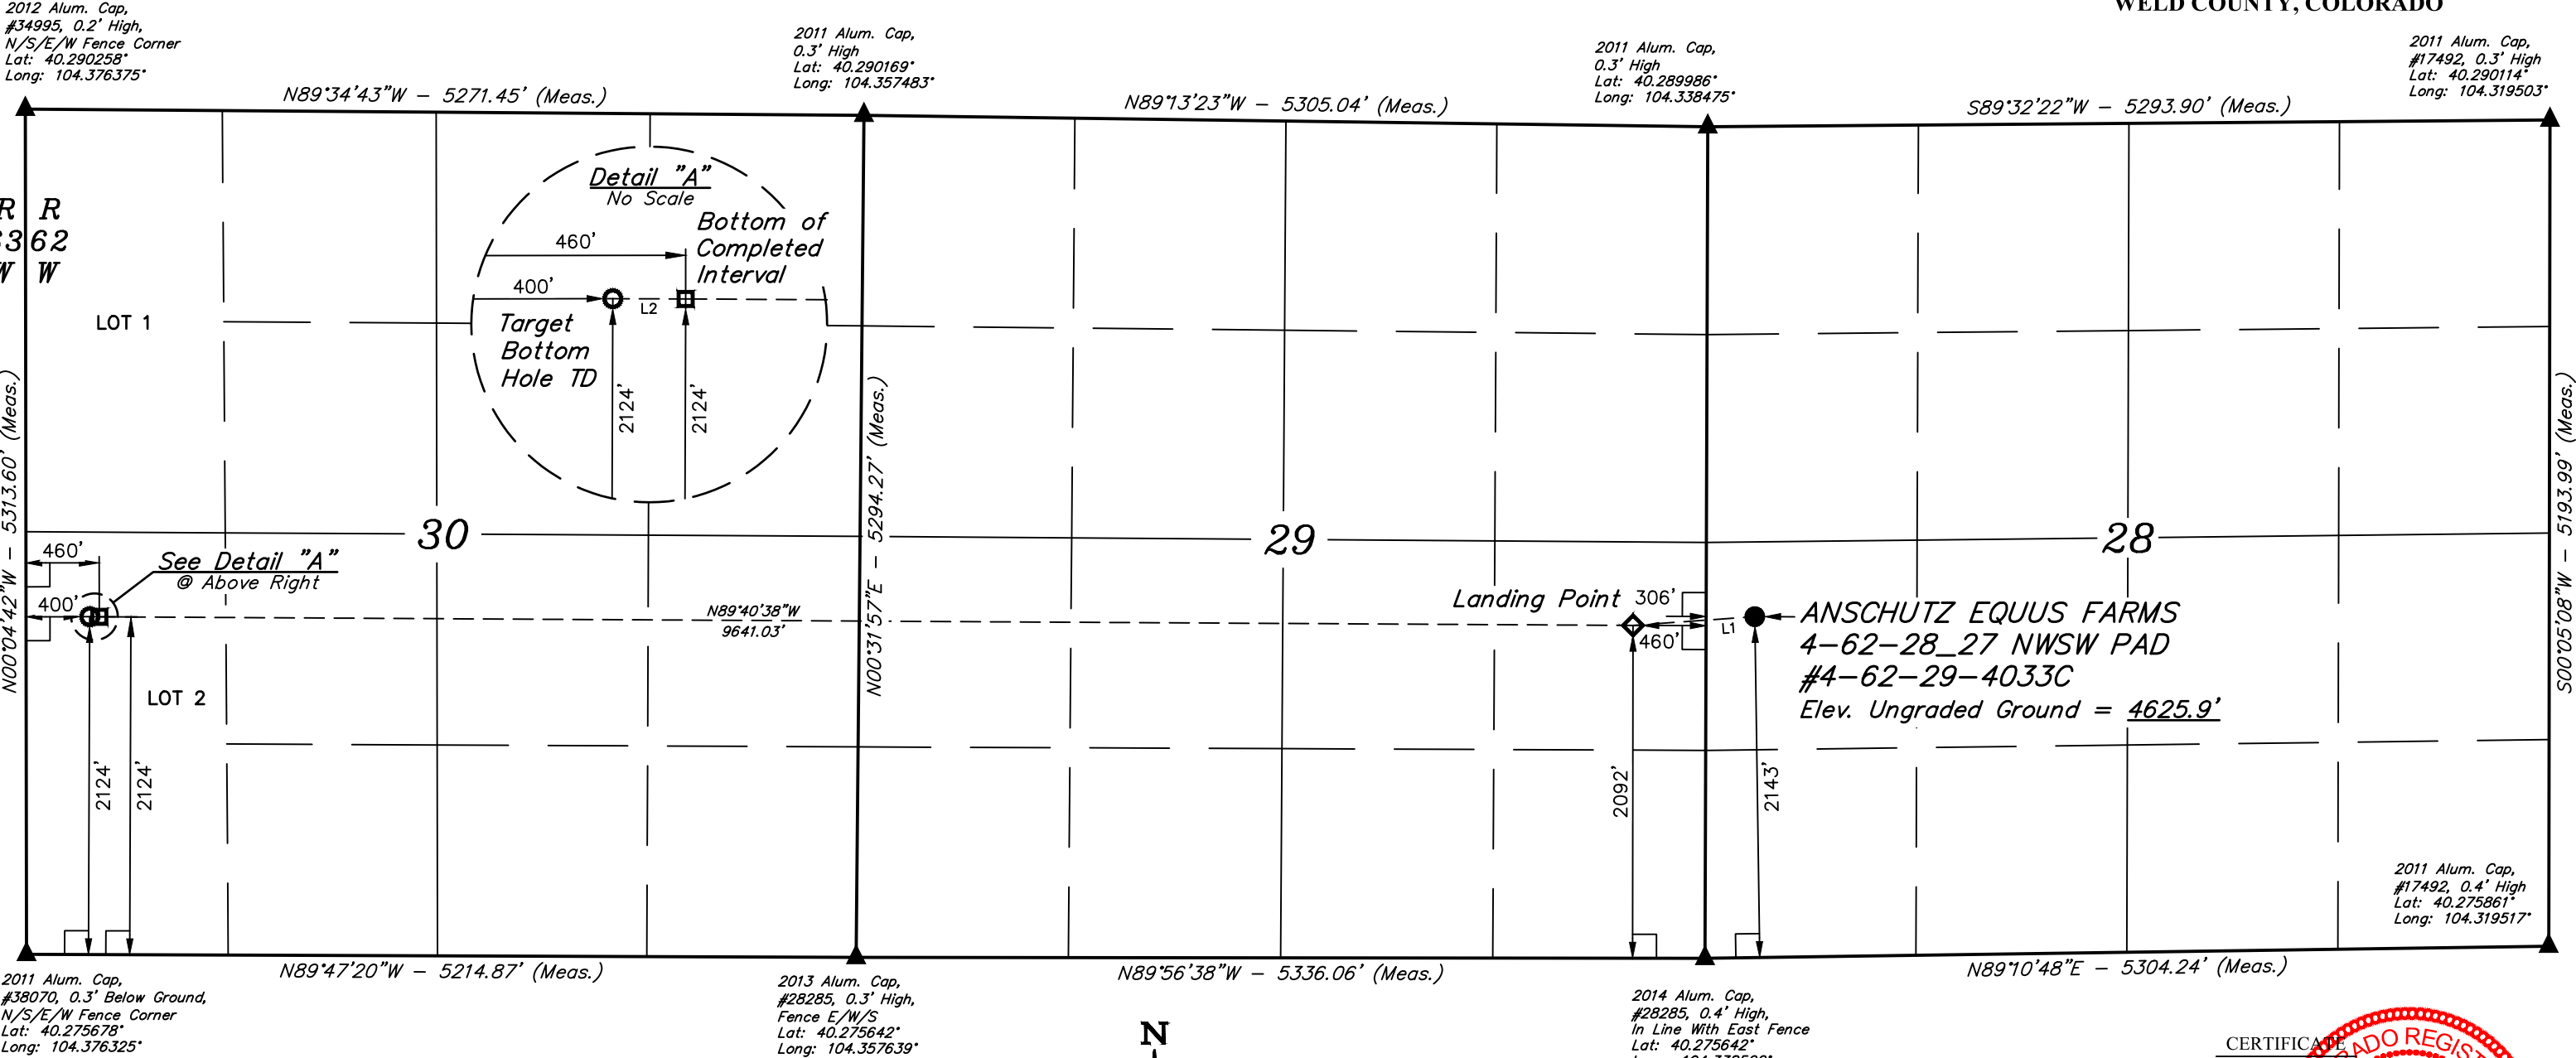 WELD COUNTY, COLORADO
2012 Alum. Cap,
#34995, 0.2' High,
N/S/E/W Fence Corner
Lat: 40.290258°
Long: 104.376375°
2011 Alum. Cap,
0.3' High
Lat: 40.290169°
Long: 104.357483°
2011 Alum. Cap,
0.3' High
Lat: 40.289986°
Long: 104.338475°
2011 Alum. Cap,
#17492, 0.3' High
Lat: 40.290114°
Long: 104.319503°
N89°34'43"W - 5271.45' (Meas.)
N89°13'23"W - 5305.04' (Meas.)
S89°32'22"W - 5293.90' (Meas.)
R R
63 62
W W
LOT 1
Detail "A"
No Scale
Bottom of
Completed
Interval
460'
400'
L2
Target
Bottom
Hole TD
2124'
2124'
N00°04'42"W - 5313.60' (Meas.)
N00°31'57"E - 5294.27' (Meas.)
S00°05'08"W - 5193.99' (Meas.)
30
29
28
460'
See Detail "A"
@ Above Right
400'
N89°40'38"W
9641.03'
Landing Point
306'
460'
L1
ANSCHUTZ EQUUS FARMS
4-62-28_27 NWSW PAD
#4-62-29-4033C
Elev. Ungraded Ground = 4625.9'
LOT 2
2124'
2124'
2092'
2143'
2011 Alum. Cap,
#17492, 0.4' High
Lat: 40.275861°
Long: 104.319517°
N89°47'20"W - 5214.87' (Meas.)
N89°56'38"W - 5336.06' (Meas.)
N89°10'48"E - 5304.24' (Meas.)
2011 Alum. Cap,
#38070, 0.3' Below Ground,
N/S/E/W Fence Corner
Lat: 40.275678°
Long: 104.376325°
2013 Alum. Cap,
#28285, 0.3' High,
Fence E/W/S
Lat: 40.275642°
Long: 104.357639°
2014 Alum. Cap,
#28285, 0.4' High,
In Line With East Fence
Lat: 40.275642°
N
CERTIFICATE
RADO REGIST